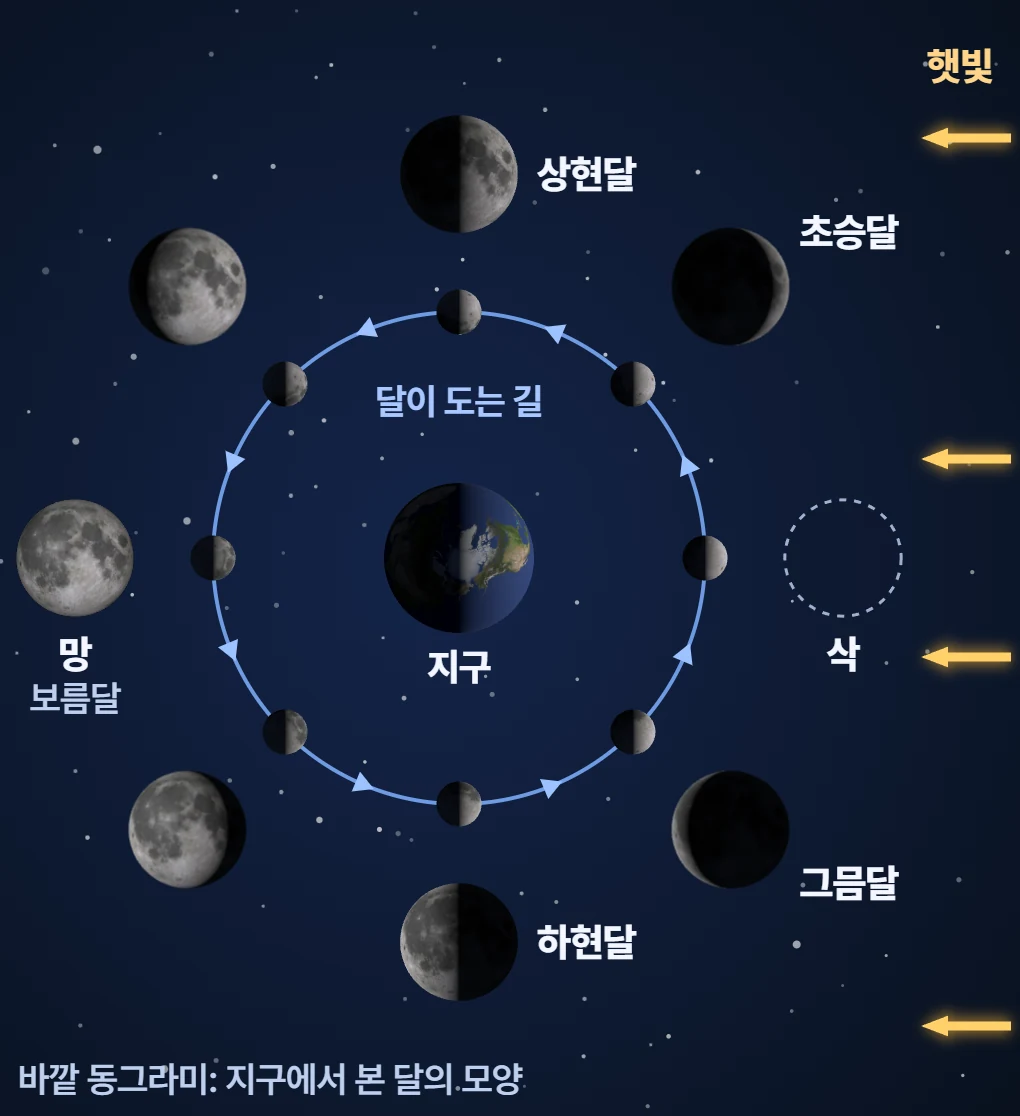 햇빛
상현달
초승달
달이 도는 길
망
보름달
지구
삭
그믐달
하현달
바깥 동그라미: 지구에서 본 달의 모양